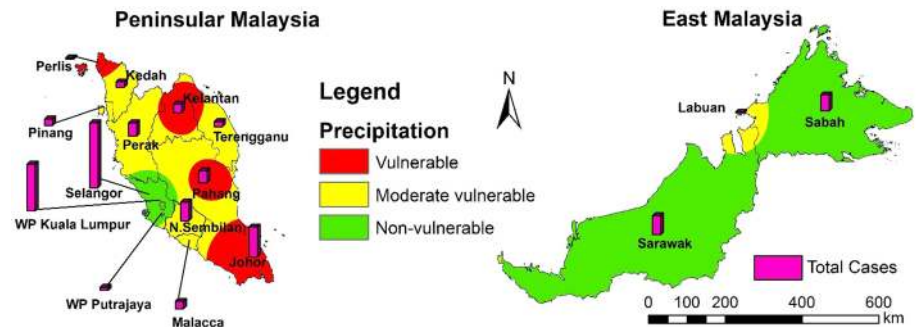 Peninsular Malaysia
East Malaysia
Perlis
Kedah
Kelantan
Pinang
Perak
Terengganu
Selangor
Pahang
WP Kuala Lumpur
N.Sembilan
Johor
WP Putrajaya
Malacca
Legend
Precipitation
Vulnerable
Moderate vulnerable
Non-vulnerable
N
Labuan
Sabah
Sarawak
Total Cases
0 100 200 400 600
km